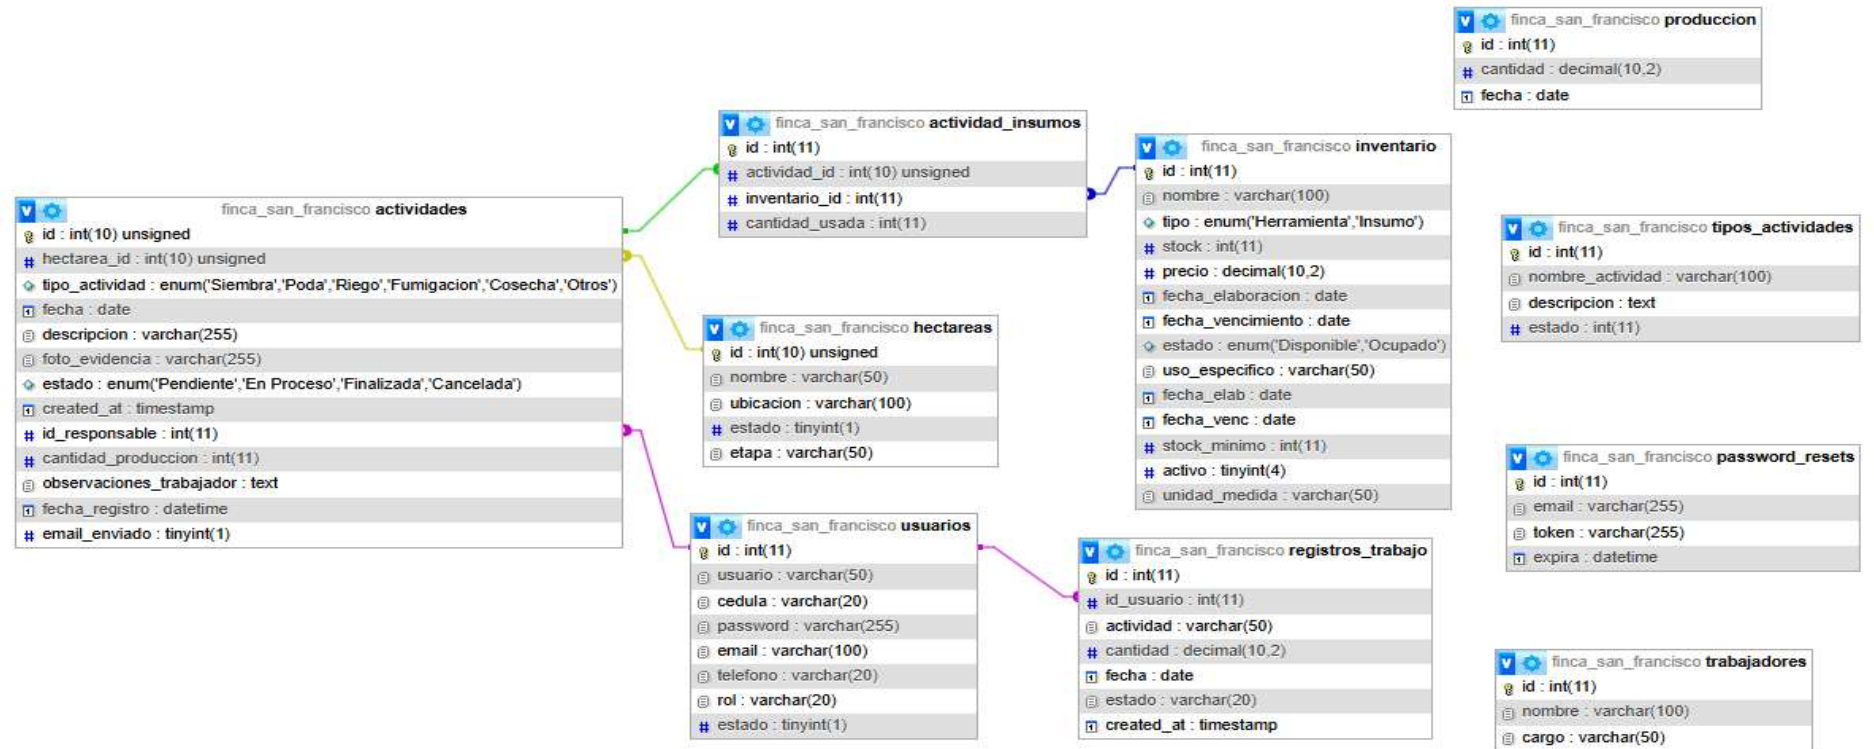 finca_san_francisco produccion
id : int(11)
cantidad : decimal(10,2)
fecha : date
finca_san_francisco actividad_insumos
id : int(11)
actividad_id : int(10) unsigned
inventario_id : int(11)
cantidad_usada : int(11)
finca_san_francisco inventario
id : int(11)
nombre : varchar(100)
tipo : enum('Herramienta','Insumo')
stock : int(11)
precio : decimal(10,2)
fecha_elaboracion : date
fecha_vencimiento : date
estado : enum('Disponible','Ocupado')
uso_especifico : varchar(50)
fecha_elab : date
fecha_venc : date
stock_minimo : int(11)
activo : tinyint(4)
unidad_medida : varchar(50)
finca_san_francisco actividades
id : int(10) unsigned
hectarea_id : int(10) unsigned
tipo_actividad : enum('Siembra','Poda','Riego','Fumigacion','Cosecha','Otros')
fecha : date
descripcion : varchar(255)
foto_evidencia : varchar(255)
estado : enum('Pendiente','En Proceso','Finalizada','Cancelada')
created_at : timestamp
id_responsable : int(11)
cantidad_produccion : int(11)
observaciones_trabajador : text
fecha_registro : datetime
email_enviado : tinyint(1)
finca_san_francisco tipos_actividades
id : int(11)
nombre_actividad : varchar(100)
descripcion : text
estado : int(11)
finca_san_francisco hectareas
id : int(10) unsigned
nombre : varchar(50)
ubicacion : varchar(100)
estado : tinyint(1)
etapa : varchar(50)
finca_san_francisco password_resets
id : int(11)
email : varchar(255)
token : varchar(255)
expira : datetime
finca_san_francisco usuarios
id : int(11)
usuario : varchar(50)
cedula : varchar(20)
password : varchar(255)
email : varchar(100)
telefono : varchar(20)
rol : varchar(20)
estado : tinyint(1)
finca_san_francisco registros_trabajo
id : int(11)
id_usuario : int(11)
actividad : varchar(50)
cantidad : decimal(10,2)
fecha : date
estado : varchar(20)
created_at : timestamp
finca_san_francisco trabajadores
id : int(11)
nombre : varchar(100)
cargo : varchar(50)